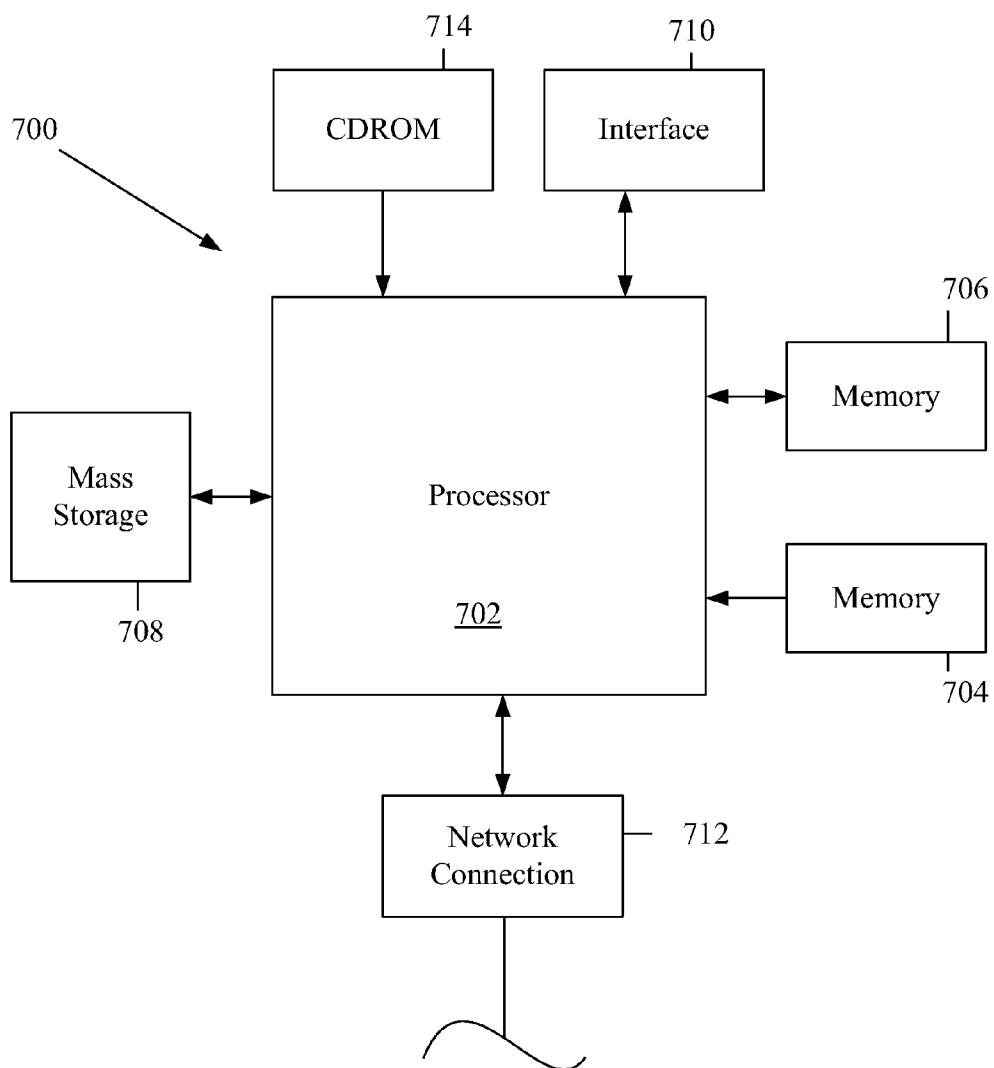 714
710
700
CDROM
Interface
706
Memory
Mass
Storage
Processor
Memory
702
708
704
Network
Connection
712